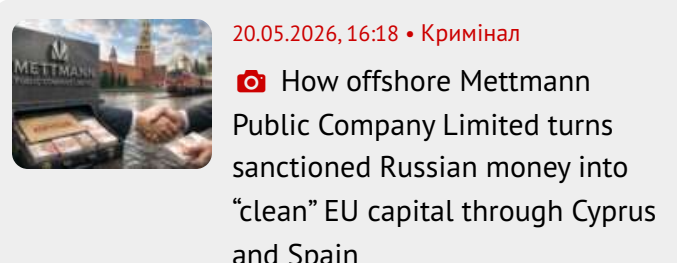 20.05.2026, 16:18 • Кримінал
METTMANN
How offshore Mettmann
Public Company Limited turns
sanctioned Russian money into
“clean” EU capital through Cyprus
and Spain